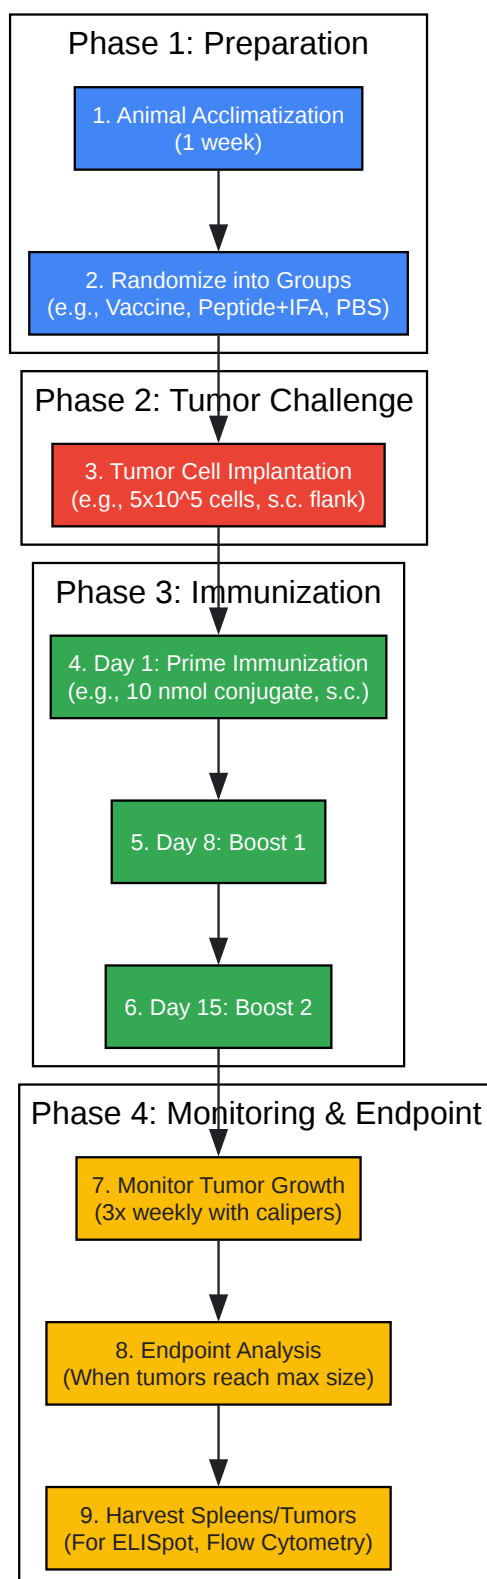 Phase 1: Preparation
1. Animal Acclimatization
(1 week)
2. Randomize into Groups
(e.g., Vaccine, Peptide+IFA, PBS)
Phase 2: Tumor Challenge
3. Tumor Cell Implantation
(e.g., 5x10^5 cells, s.c. flank)
Phase 3: Immunization
4. Day 1: Prime Immunization
(e.g., 10 nmol conjugate, s.c.)
5. Day 8: Boost 1
6. Day 15: Boost 2
Phase 4: Monitoring & Endpoint
7. Monitor Tumor Growth
(3x weekly with calipers)
8. Endpoint Analysis
(When tumors reach max size)
9. Harvest Spleens/Tumors
(For ELISpot, Flow Cytometry)